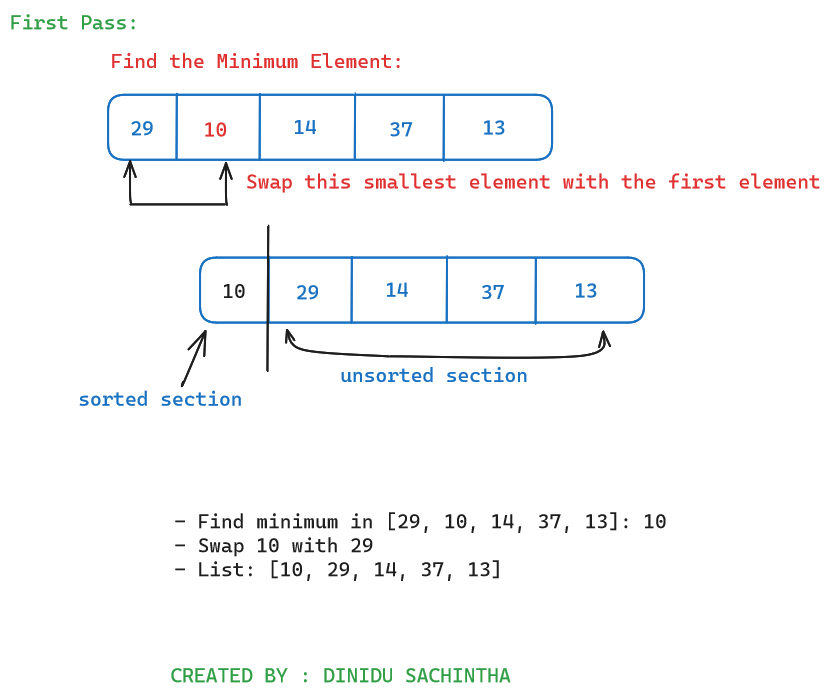 First Pass:
Find the Minimum Element:
29 10 14 37 13
Swap this smallest element with the first element
10 29 14 37 13
unsorted section
sorted section
- Find minimum in [29, 10, 14, 37, 13]: 10
- Swap 10 with 29
- List: [10, 29, 14, 37, 13]
CREATED BY : DINIDU SACHINTHA